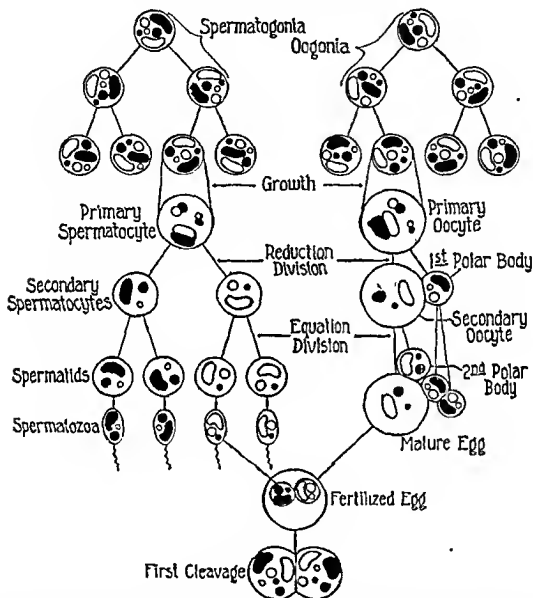 Spermatogonia
Oogonia
Growth
Primary
Spermatocyte
Primary
Oocyte
Reduction
Division
1st Polar Body
Secondary
Spermatocytes
Secondary
Oocyte
Equation
Division
Spermatids
2nd Polar
Body
Spermatozoa
Mature Egg
Fertilized Egg
First Cleavage